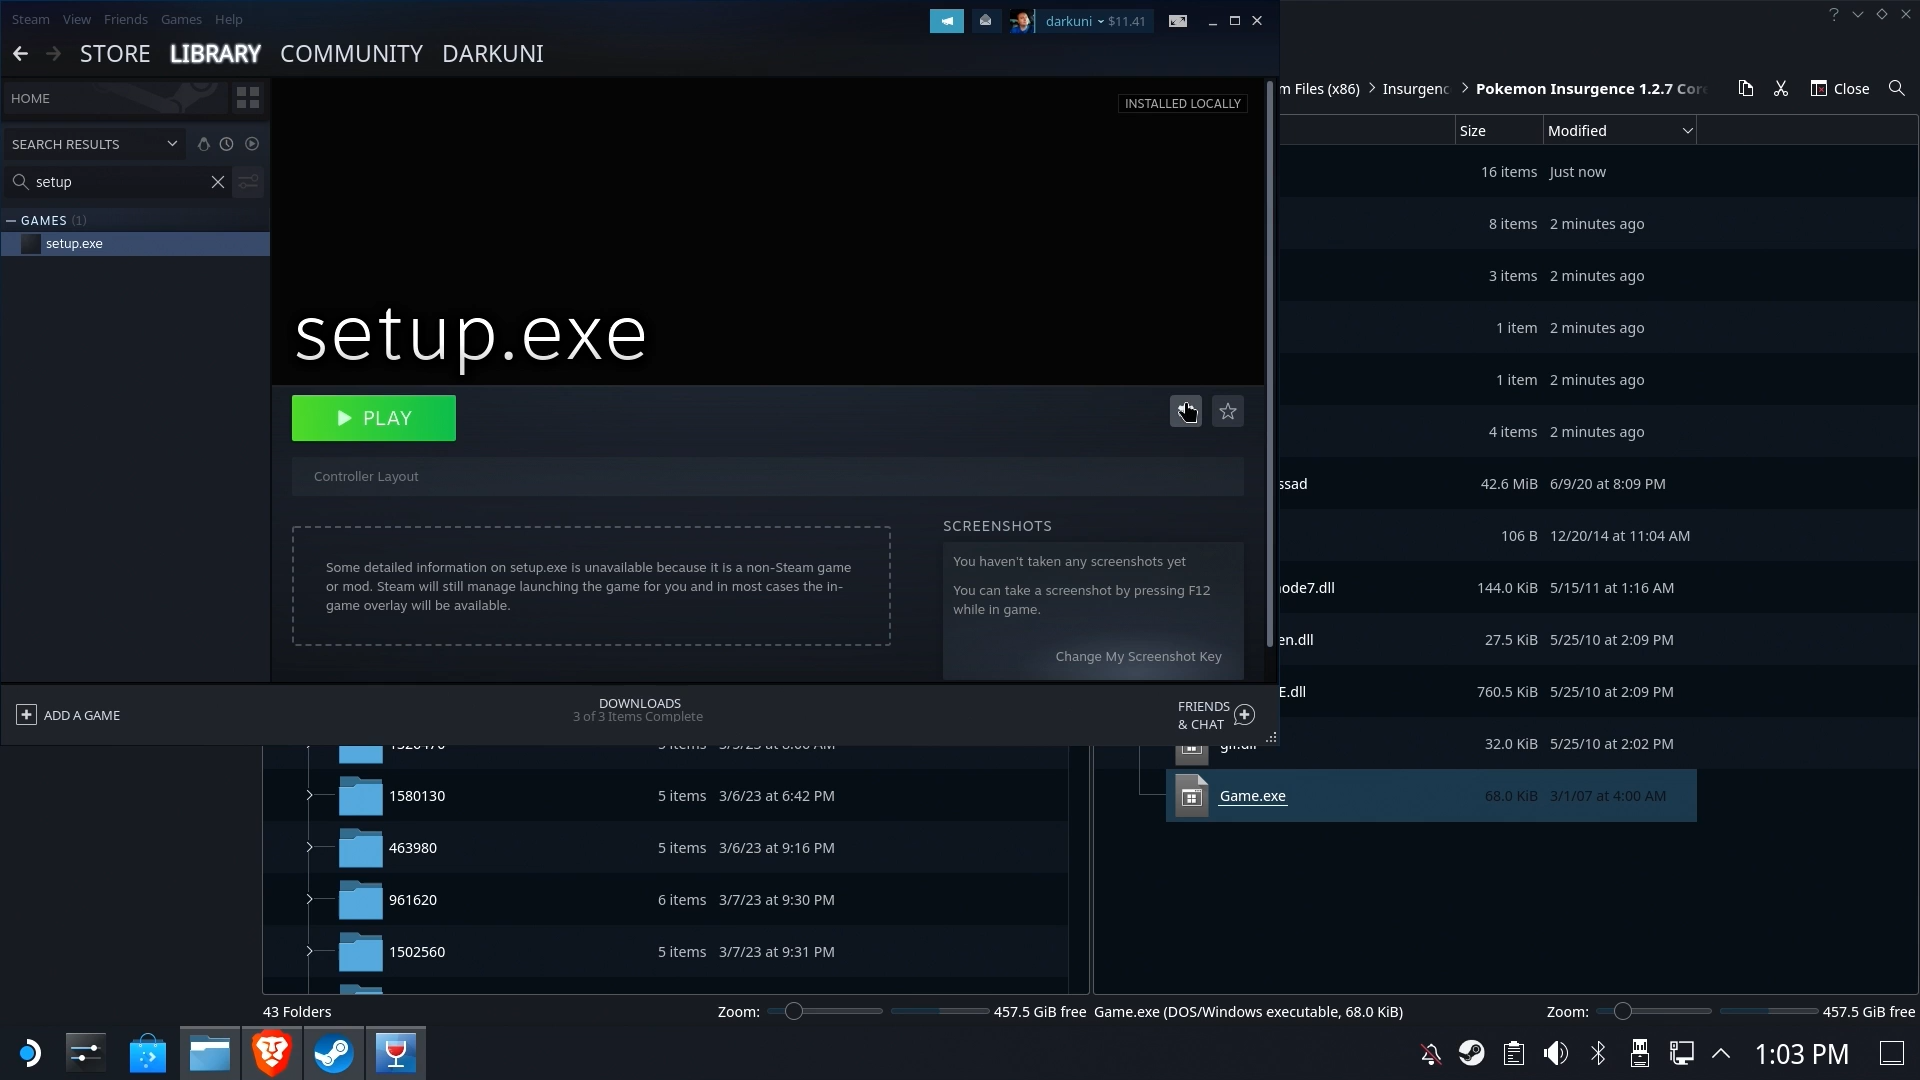 Steam View Friends Games Help
darkuni $11.41
STORE LIBRARY COMMUNITY DARKUNI
HOME
INSTALLED LOCALLY
m Files (x86) > Insurgenc > Pokemon Insurgence 1.2.7 Core
Close
SEARCH RESULTS
Size Modified
setup
16 items Just now
GAMES (1)
8 items 2 minutes ago
setup.exe
3 items 2 minutes ago
setup.exe
1 item 2 minutes ago
1 item 2 minutes ago
PLAY
4 items 2 minutes ago
Controller Layout
ssad 42.6 MiB 6/9/20 at 8:09 PM
SCREENSHOTS
106 B 12/20/14 at 11:04 AM
Some detailed information on setup.exe is unavailable because it is a non-Steam game
or mod. Steam will still manage launching the game for you and in most cases the in-
game overlay will be available.
You haven't taken any screenshots yet
You can take a screenshot by pressing F12
while in game.
ode7.dll 144.0 KiB 5/15/11 at 1:16 AM
en.dll 27.5 KiB 5/25/10 at 2:09 PM
Change My Screenshot Key
E.dll 760.5 KiB 5/25/10 at 2:09 PM
ADD A GAME
DOWNLOADS
3 of 3 Items Complete
FRIENDS
& CHAT
gif.dll 32.0 KiB 5/25/10 at 2:02 PM
1580130 5 items 3/6/23 at 6:42 PM
Game.exe 68.0 KiB 3/1/07 at 4:00 AM
463980 5 items 3/6/23 at 9:16 PM
961620 6 items 3/7/23 at 9:30 PM
1502560 5 items 3/7/23 at 9:31 PM
43 Folders Zoom: 457.5 GiB free
Game.exe (DOS/Windows executable, 68.0 KiB) Zoom: 457.5 GiB free
1:03 PM